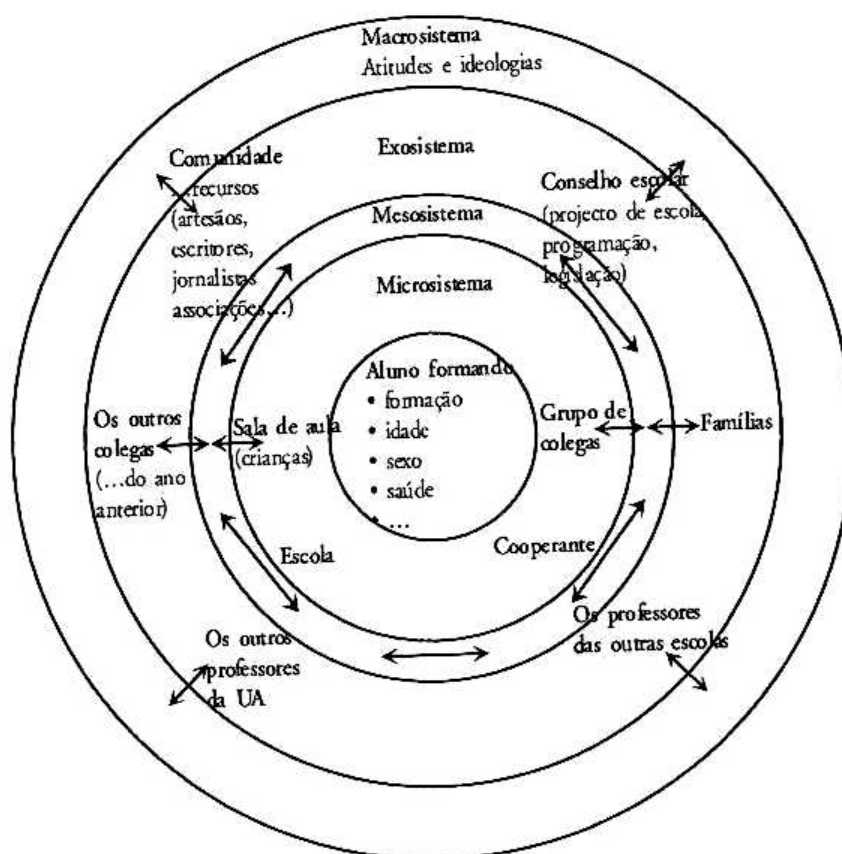 Macrosistema
Atitudes e ideologias
Exosistema
Comunidade
...recursos
(artesãos,
escritores,
jornalistas
associações...)
Conselho escolar
(projecto de escola,
programação,
legislação)
Mesosistema
Microsistema
Aluno formando
• formação
• idade
• sexo
• saúde
• ...
Os outros
colegas
(...do ano
anterior)
Sala de aula
(crianças)
Grupo de
colegas
Famílias
Escola
Cooperante
Os outros
professores
da UA
Os professores
das outras escolas